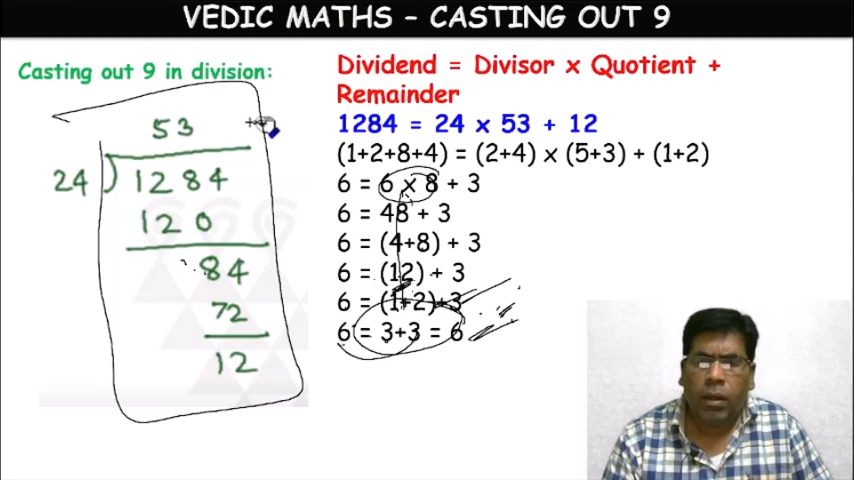 VEDIC MATHS – CASTING OUT 9
Casting out 9 in division:
53
24 ) 1284
120
84
72
12
Dividend = Divisor x Quotient +
Remainder
1284 = 24 x 53 + 12
(1+2+8+4) = (2+4) x (5+3) + (1+2)
6 = 6 x 8 + 3
6 = 48 + 3
6 = (4+8) + 3
6 = (12) + 3
6 = (1+2)+3
6 = 3+3 = 6